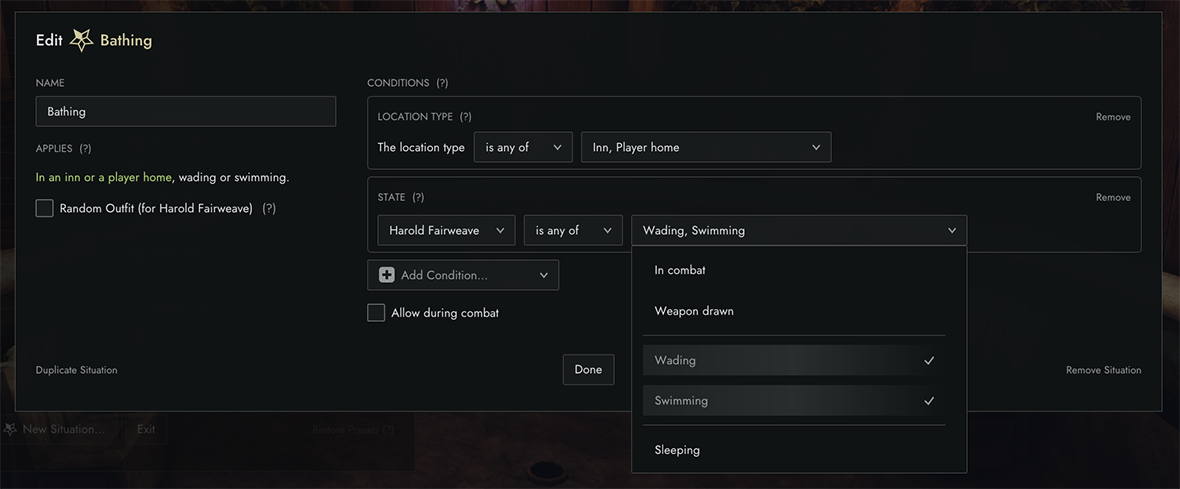 Edit Bathing
NAME
Bathing
APPLIES (?)
In an inn or a player home, wading or swimming.
Random Outfit (for Harold Fairweave) (?)
CONDITIONS (?)
LOCATION TYPE (?)
Remove
The location type is any of Inn, Player home
STATE (?)
Remove
Harold Fairweave is any of Wading, Swimming
In combat
Weapon drawn
Wading
Swimming
Sleeping
Add Condition...
Allow during combat
Duplicate Situation
Done
Remove Situation
New Situation...
Exit
Restore Presets (?)